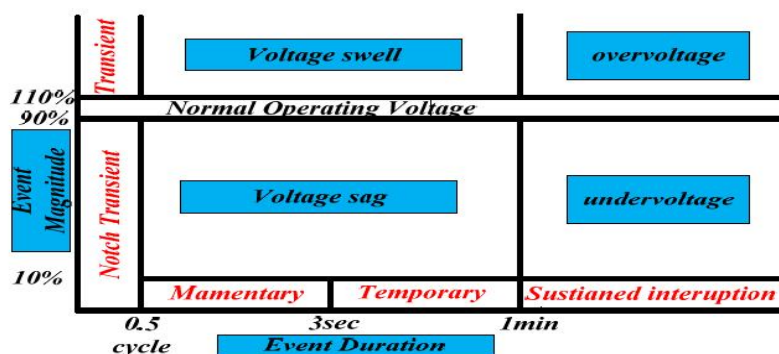 Transient
Voltage swell
overvoltage
110%
Normal Operating Voltage
90%
Event
Magnitude
Notch Transient
Voltage sag
undervoltage
10%
Mamentary
Temporary
Sustianed interuption
0.5
3sec
1min
cycle
Event Duration